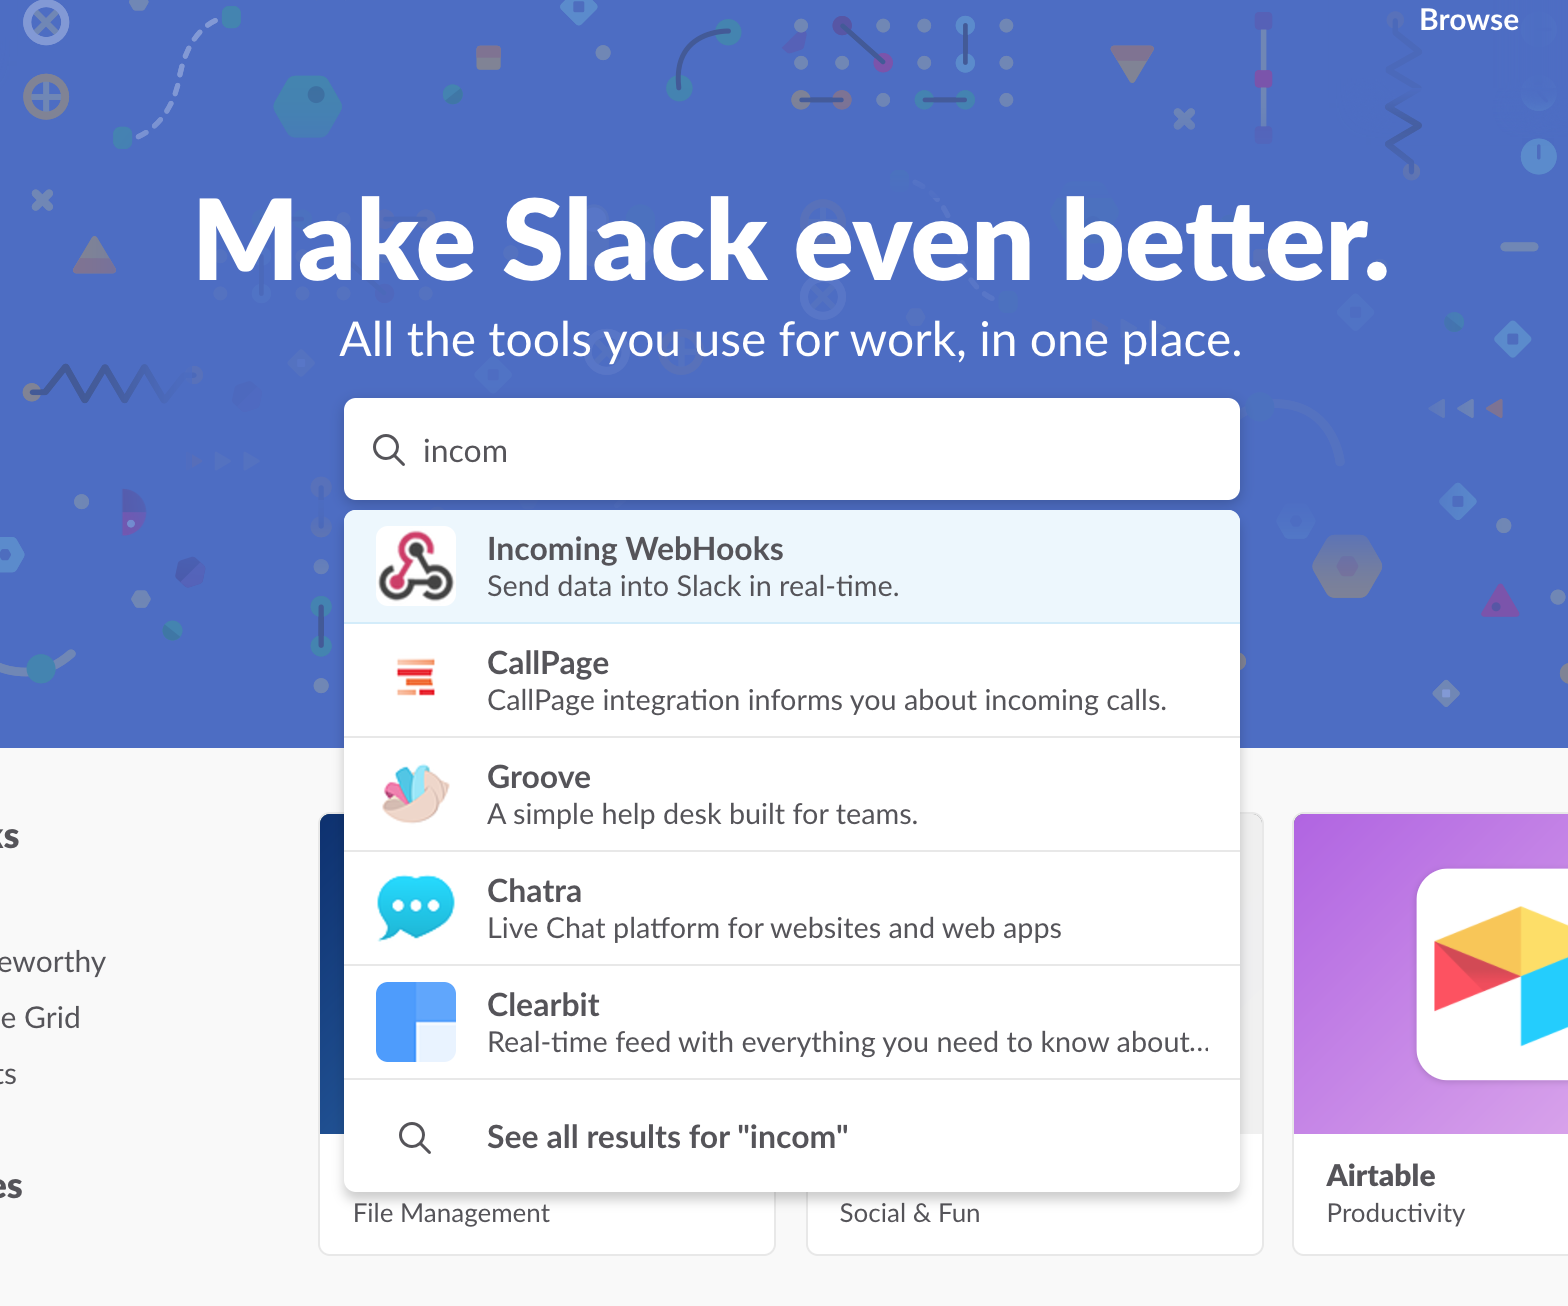 Browse
Make Slack even better.
All the tools you use for work, in one place.
incom
Incoming WebHooks
Send data into Slack in real-time.
CallPage
CallPage integration informs you about incoming calls.
Groove
A simple help desk built for teams.
Chatra
Live Chat platform for websites and web apps
Clearbit
Real-time feed with everything you need to know about...
See all results for "incom"
eworthy
e Grid
ts
es
File Management
Social & Fun
Airtable
Productivity